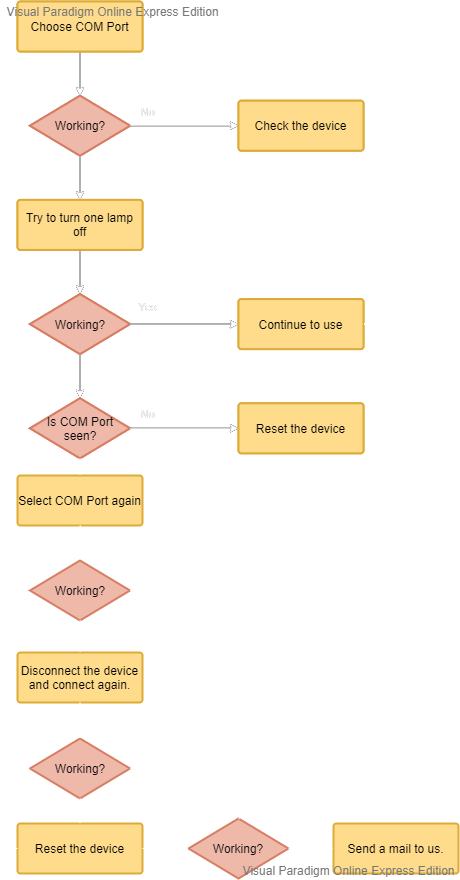 Visual Paradigm Online Express Edition
Choose COM Port
Working?
No
Check the device
Try to turn one lamp
off
Working?
Yes
Continue to use
Is COM Port
seen?
No
Reset the device
Select COM Port again
Working?
Disconnect the device
and connect again.
Working?
Reset the device
Working?
Send a mail to us.
Visual Paradigm Online Express Edition